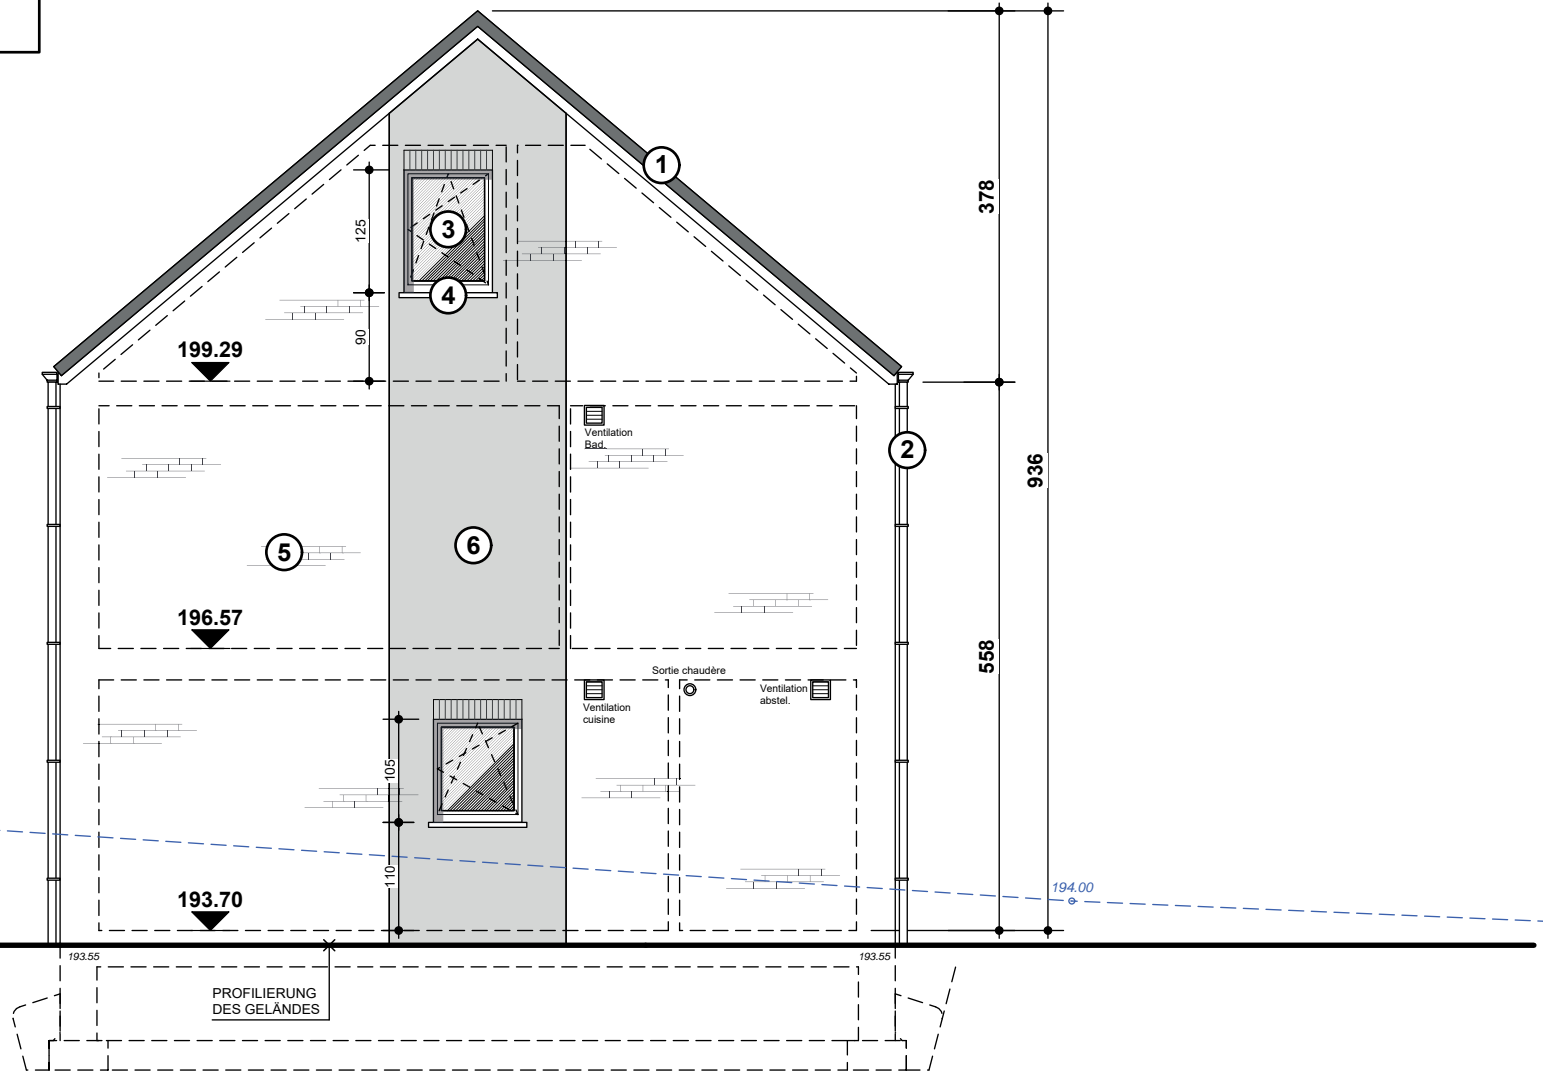 1
378
3
125
4
90
199.29
Ventilation
Bad.
2
936
5
6
196.57
558
Sortie chaudère
Ventilation
cuisine
Ventilation
abstel.
105
110
194.00
193.70
193.55
193.55
PROFILIERUNG
DES GELÄNDES